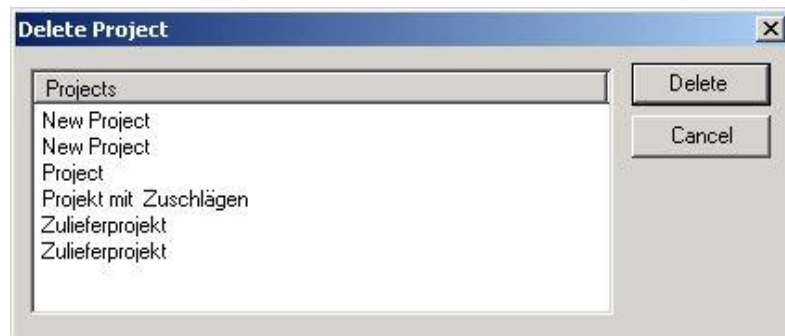 Delete Project
Projects
Delete
New Project
New Project
Cancel
Project
Projekt mit Zuschlägen
Zulieferprojekt
Zulieferprojekt